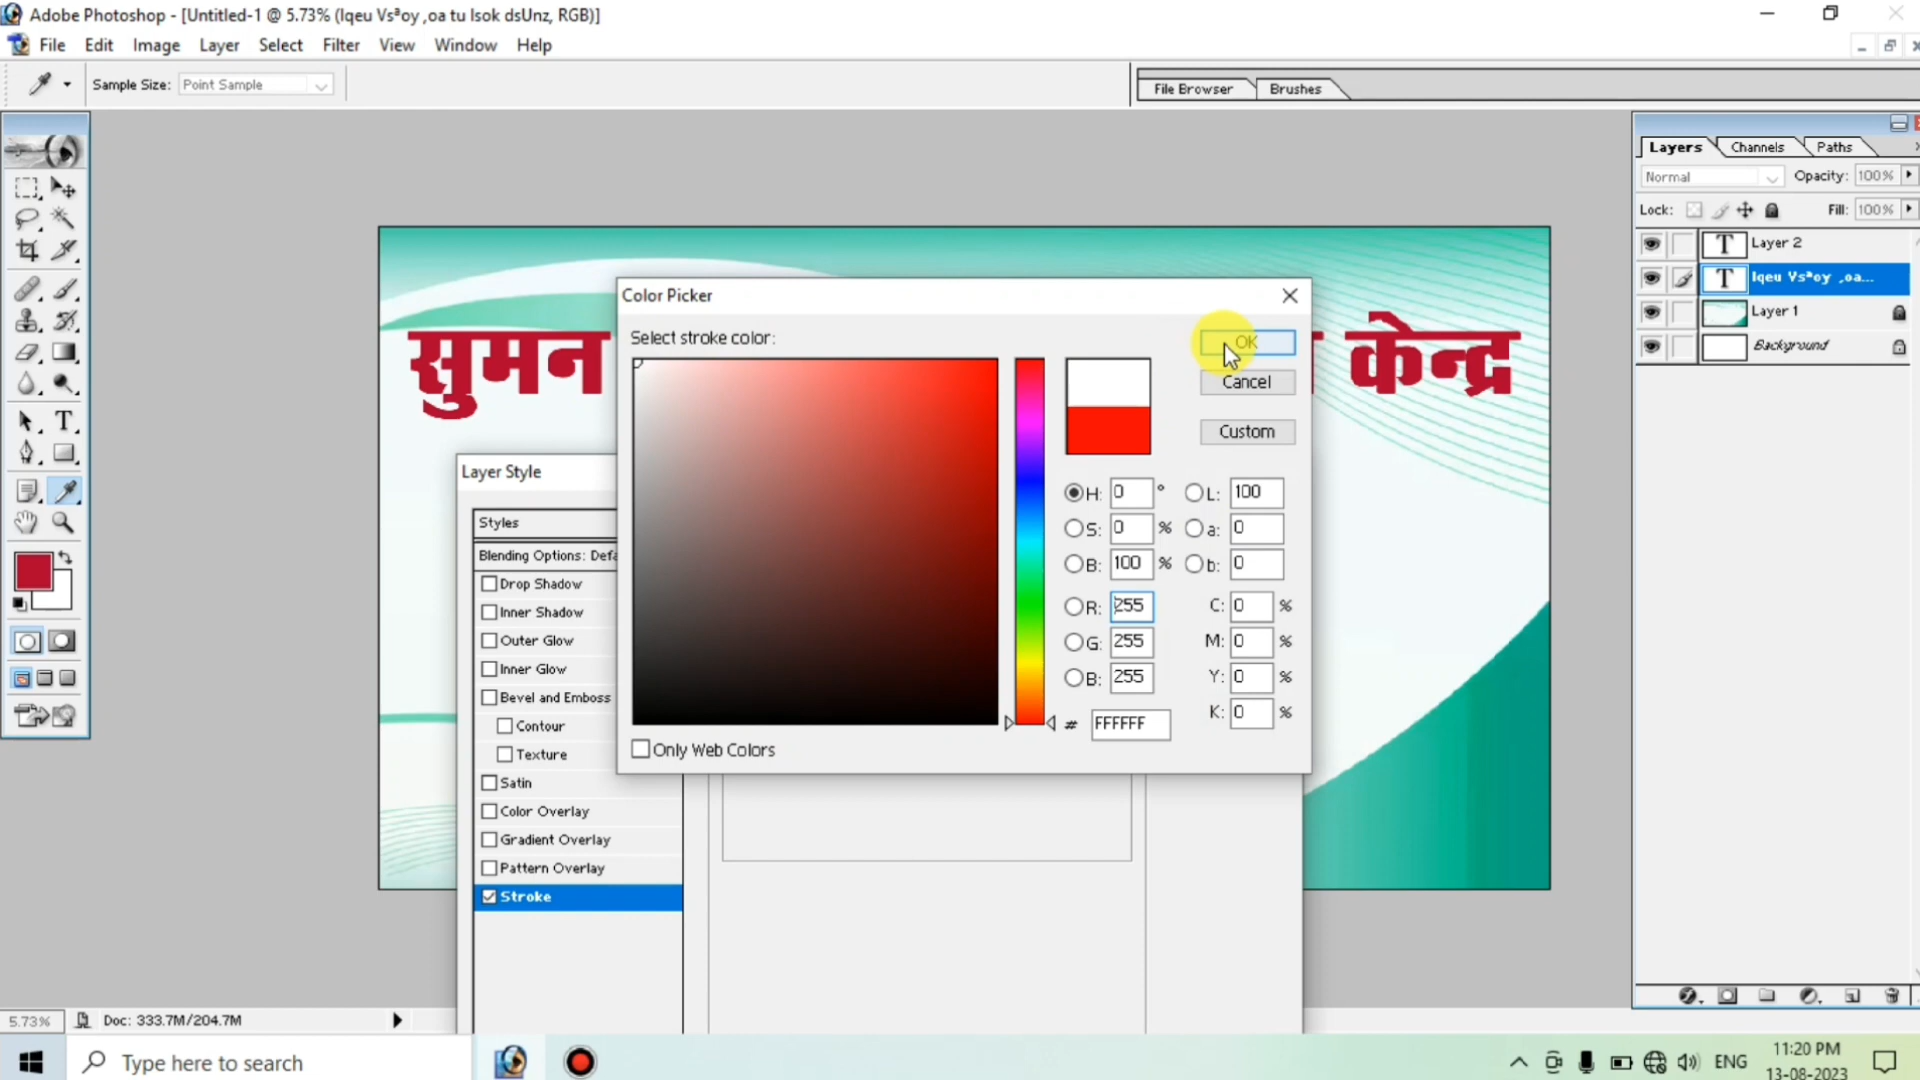 Adobe Photoshop - [Untitled-1 @ 5.73% (Iqeu Vsªoy ,oa tu lsok dsUnz, RGB)]
File Edit Image Layer Select Filter View Window Help
Sample Size: Point Sample
File Browser Brushes
Layers Channels Paths
Normal Opacity: 100%
Lock: Fill: 100%
Layer 2
Iqeu Vsªoy ,oa...
Layer 1
Background
सुमन
केन्द्र
Color Picker
Select stroke color:
OK
Cancel
Custom
H: 0 °
L: 100
S: 0 %
a: 0
B: 100 %
b: 0
R: 255
C: 0 %
G: 255
M: 0 %
B: 255
Y: 0 %
K: 0 %
# FFFFFF
Only Web Colors
Layer Style
Styles
Blending Options: Defa
Drop Shadow
Inner Shadow
Outer Glow
Inner Glow
Bevel and Emboss
Contour
Texture
Satin
Color Overlay
Gradient Overlay
Pattern Overlay
Stroke
5.73% Doc: 333.7M/204.7M
Type here to search
ENG
11:20 PM
13-08-2023